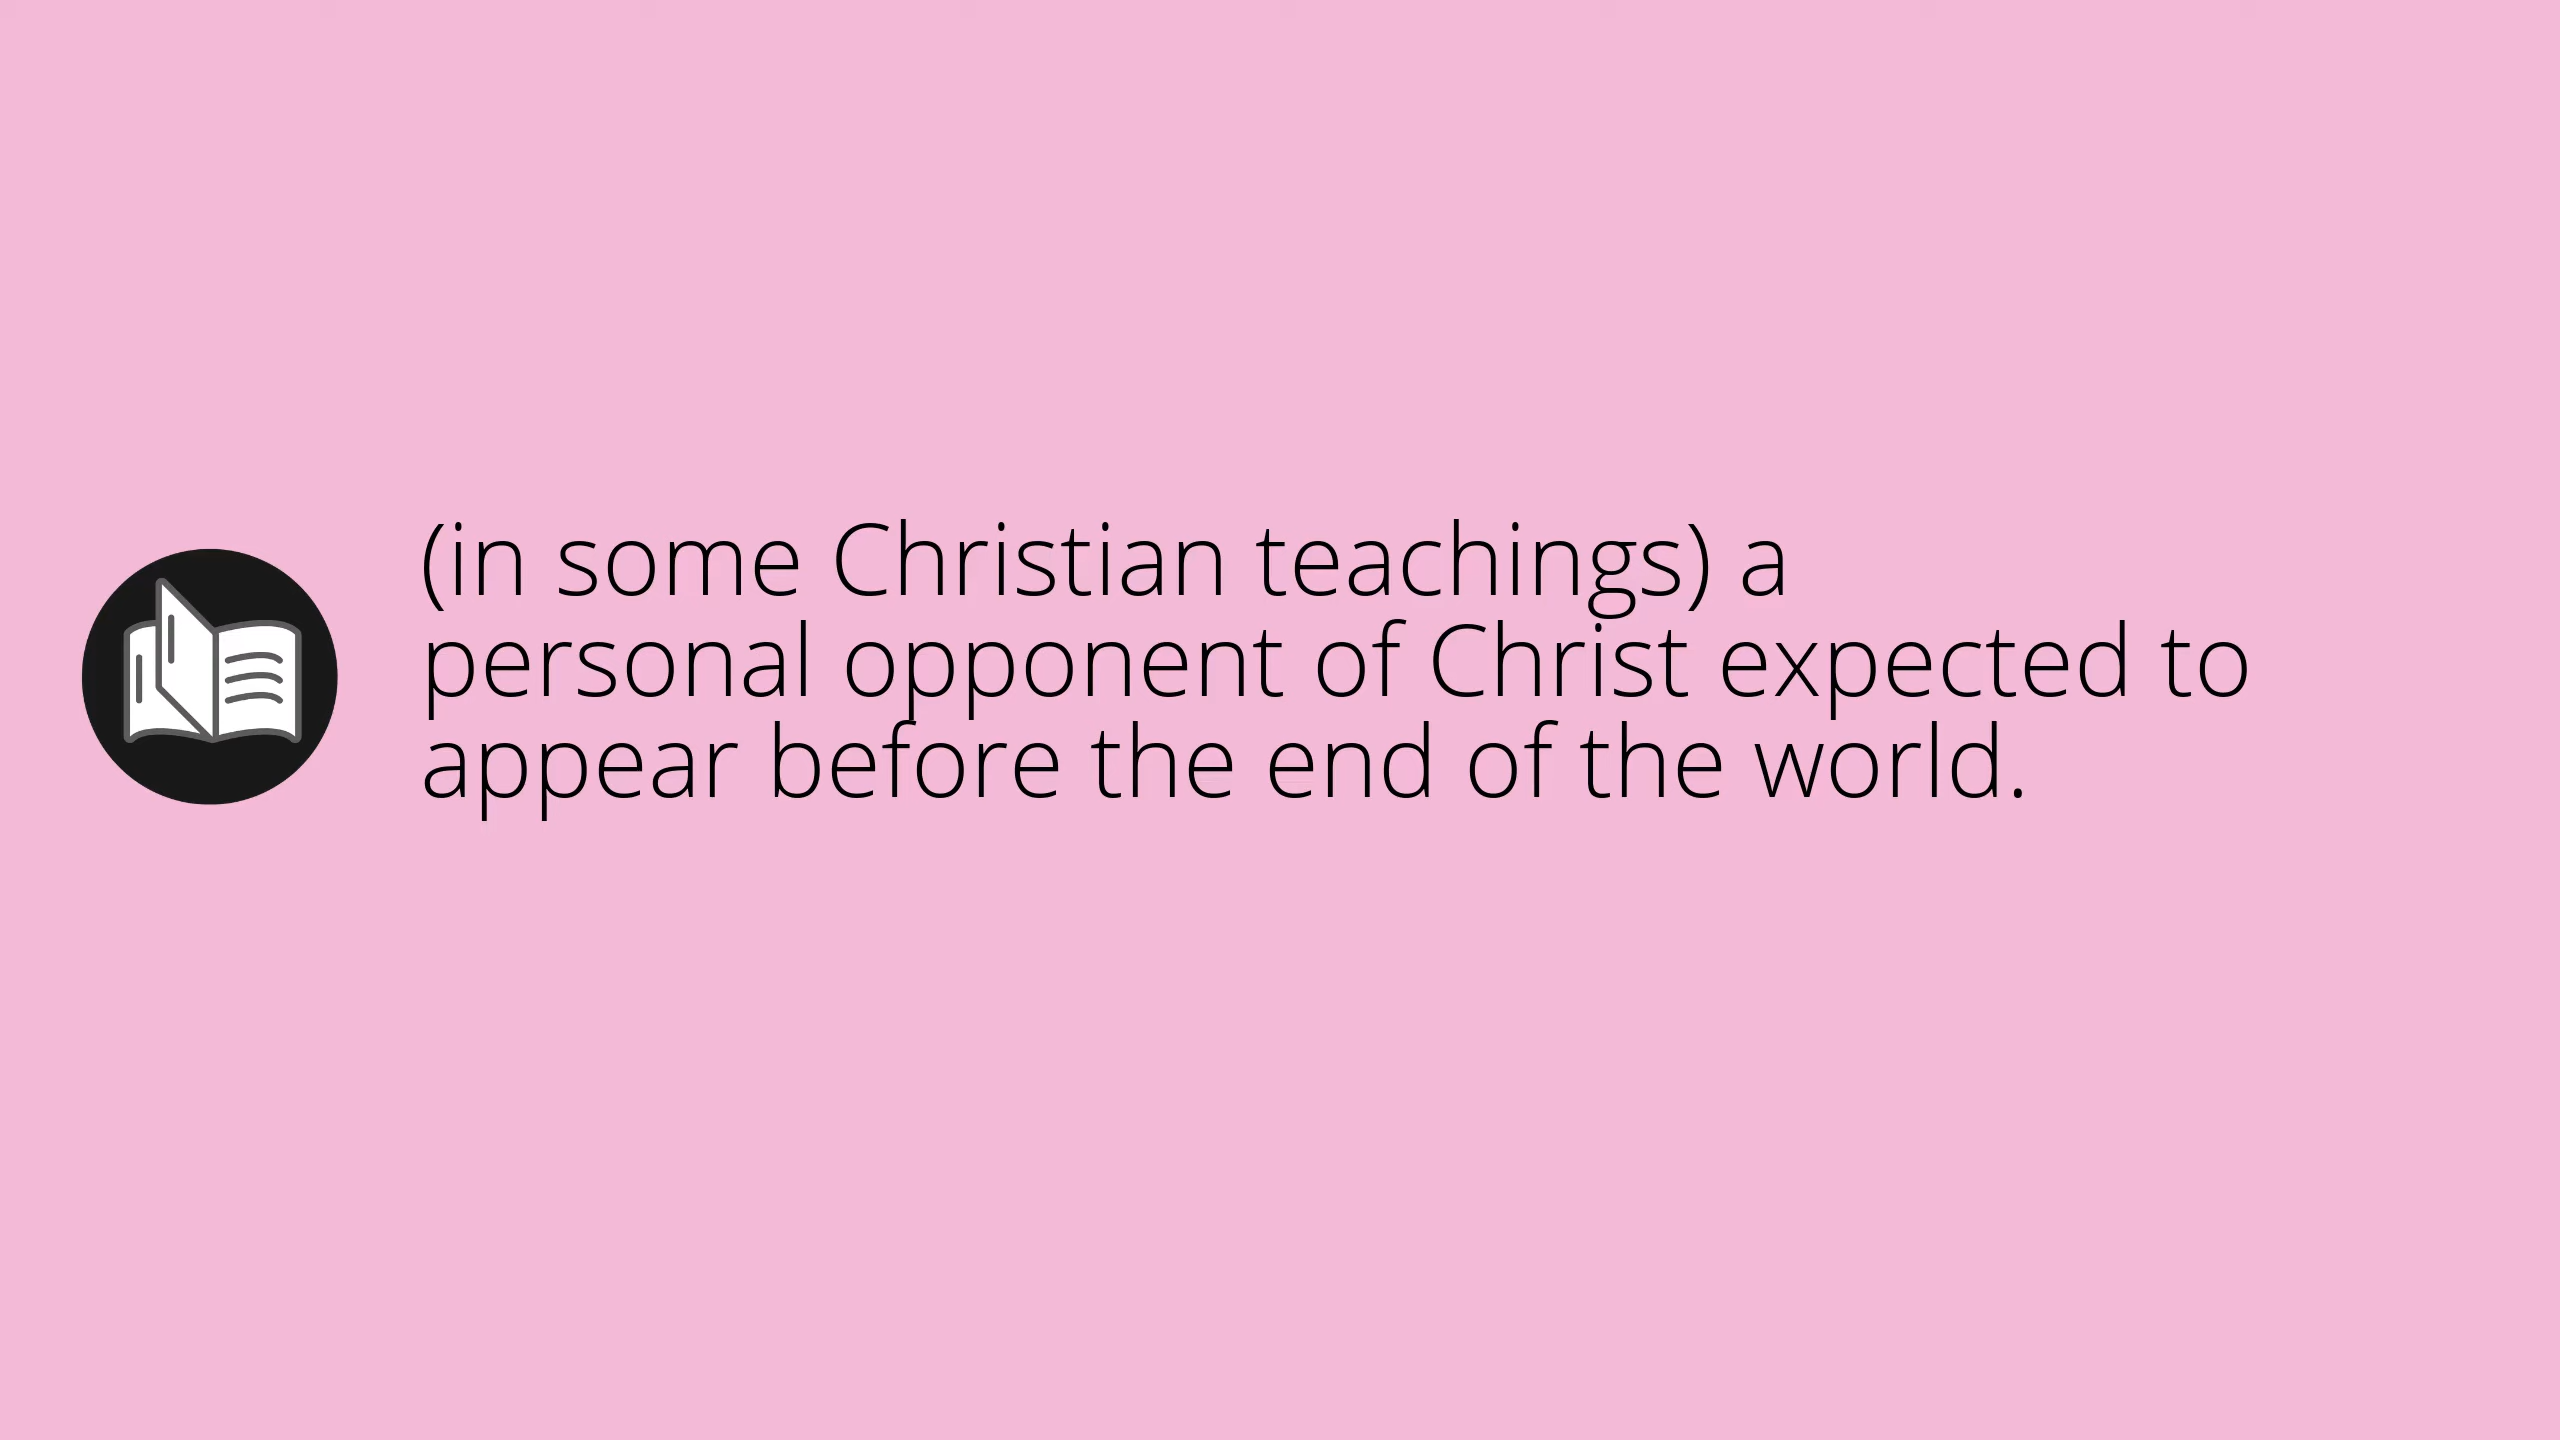 (in some Christian teachings) a
personal opponent of Christ expected to
appear before the end of the world.